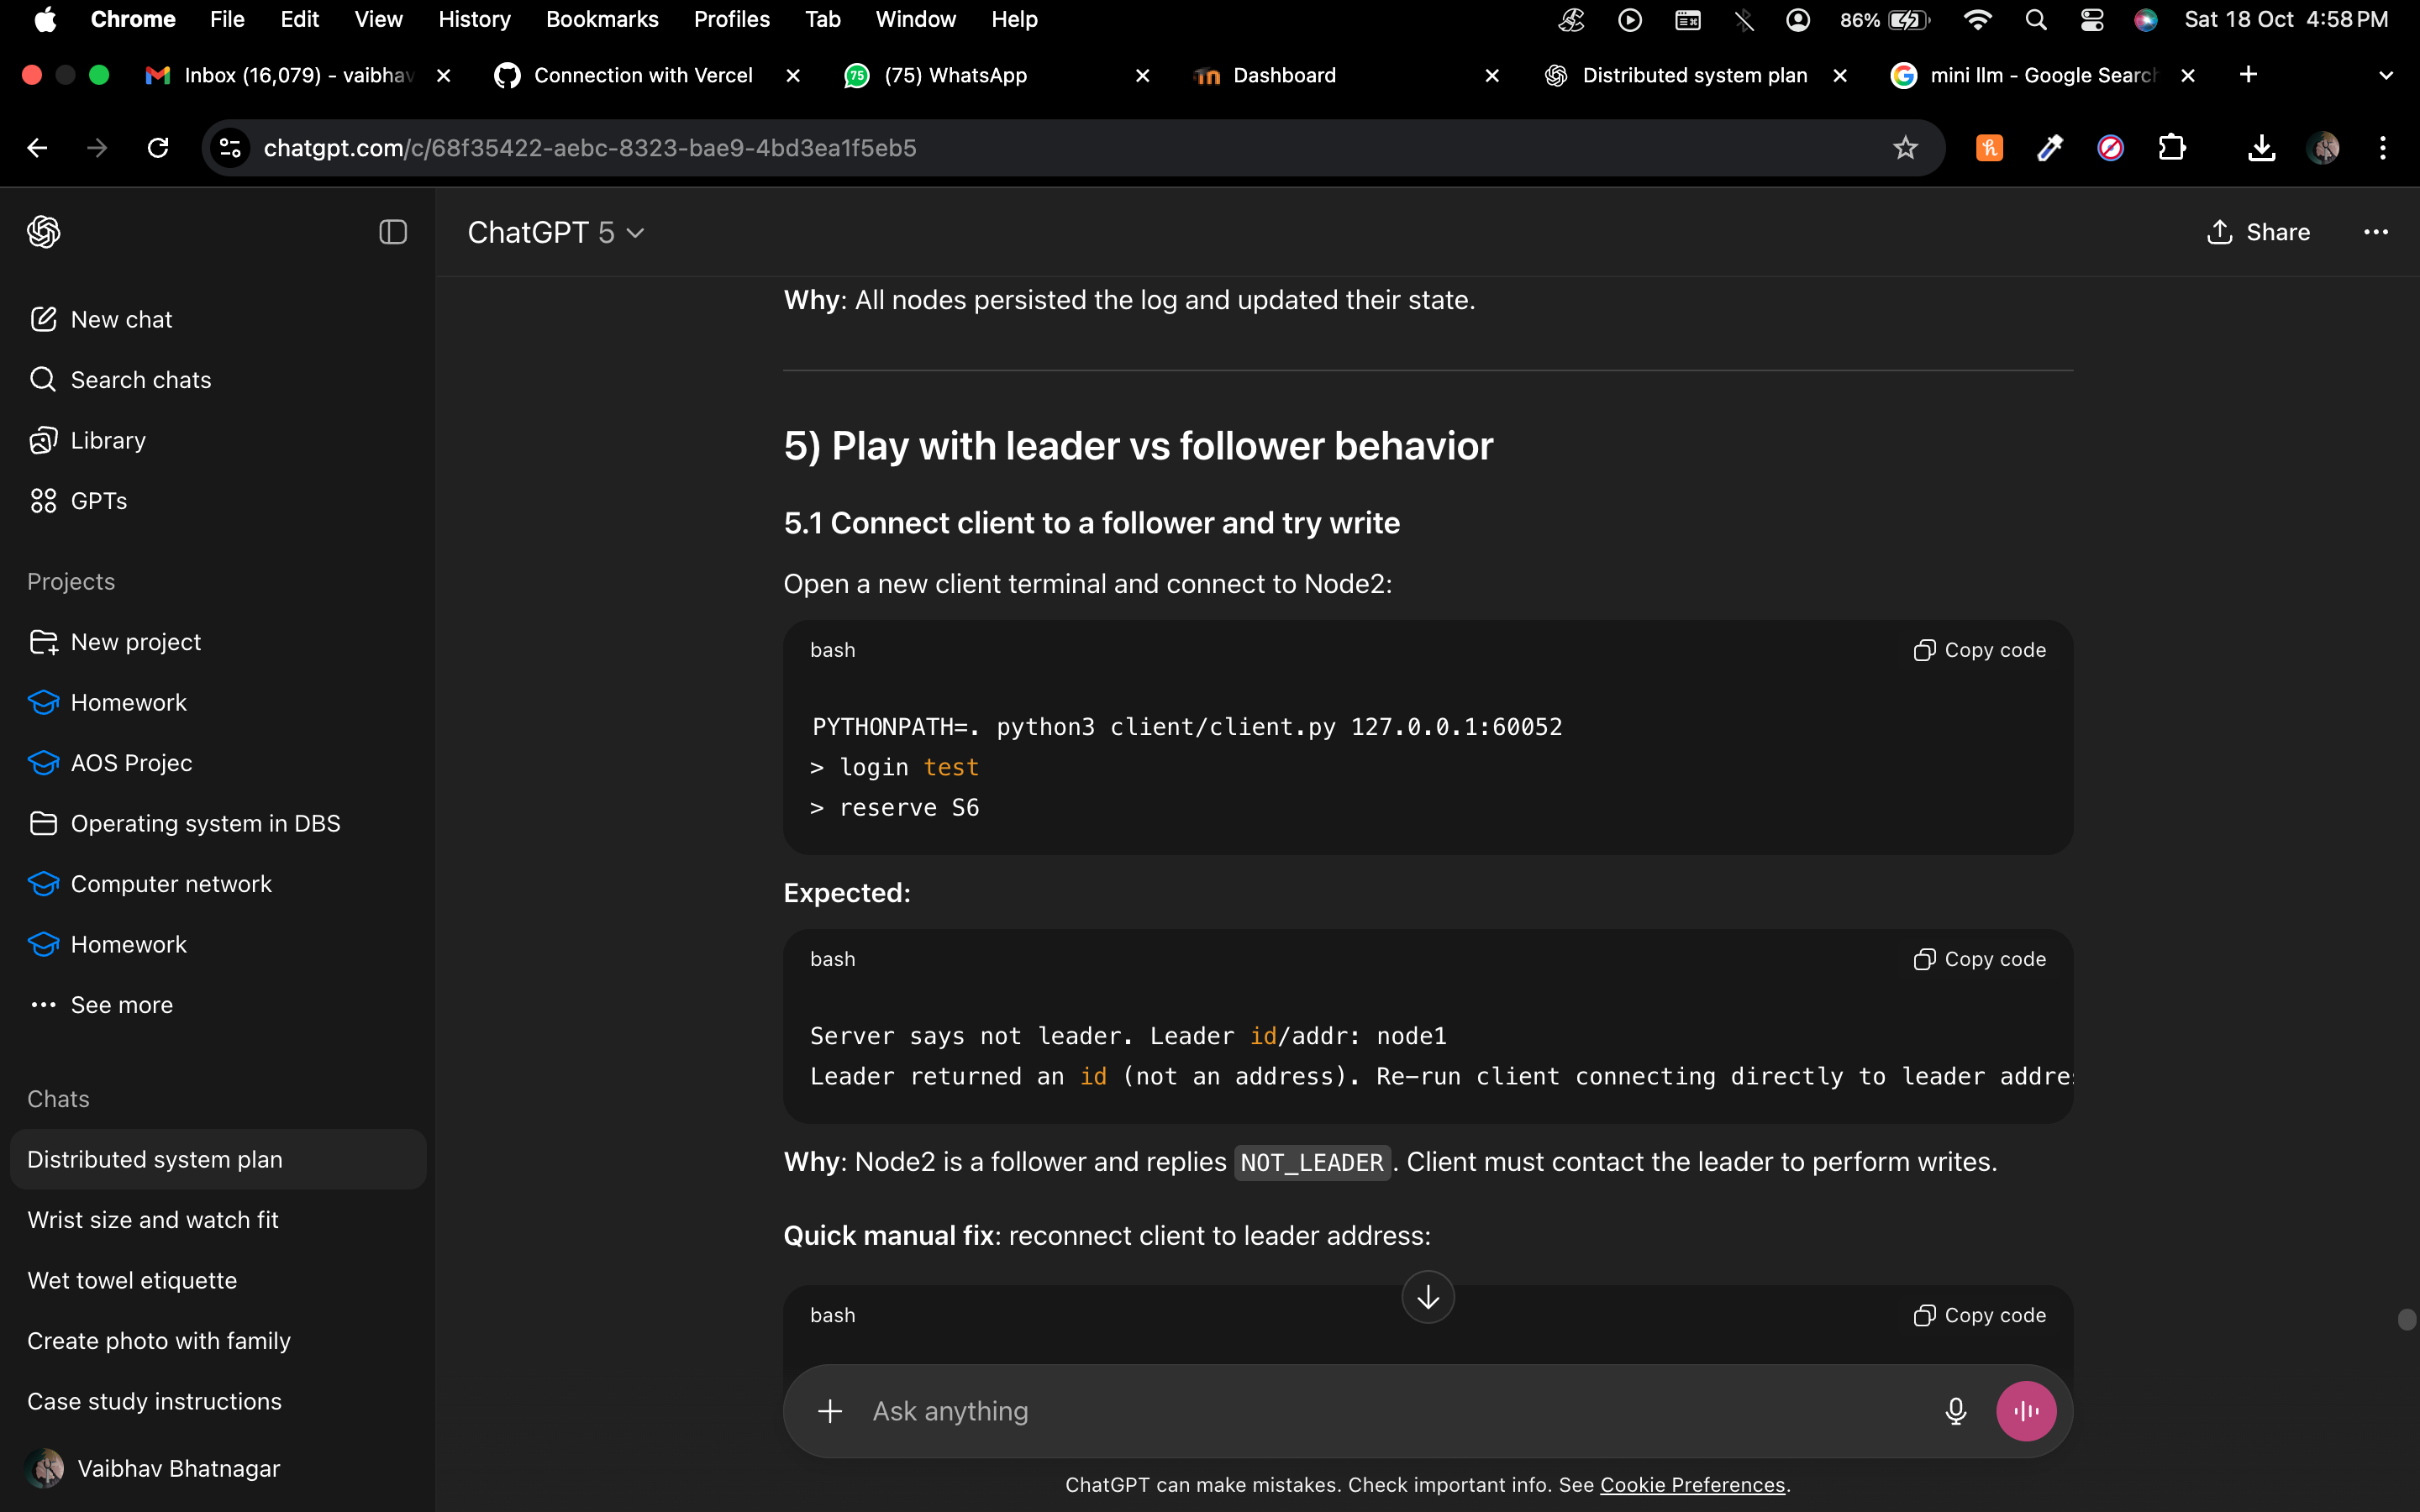 Chrome File Edit View History Bookmarks Profiles Tab Window Help 86% Sat 18 Oct 4:58 PM
Inbox (16,079) - vaibhav 75 (75) WhatsApp Connection with Vercel Dashboard Distributed system plan mini llm - Google Search
chatgpt.com/c/68f35422-aebc-8323-bae9-4bd3ea1f5eb5
ChatGPT 5
Share
New chat
Search chats
Library
GPTs
Projects
New project
Homework
AOS Projec
Operating system in DBS
Computer network
Homework
See more
Chats
Distributed system plan
Wrist size and watch fit
Wet towel etiquette
Create photo with family
Case study instructions
Vaibhav Bhatnagar
Why: All nodes persisted the log and updated their state.
5) Play with leader vs follower behavior
5.1 Connect client to a follower and try write
Open a new client terminal and connect to Node2:
bash Copy code
PYTHONPATH=. python3 client/client.py 127.0.0.1:60052
> login test
> reserve S6
Expected:
bash Copy code
Server says not leader. Leader id/addr: node1
Leader returned an id (not an address). Re-run client connecting directly to leader addre
Why: Node2 is a follower and replies NOT_LEADER. Client must contact the leader to perform writes.
Quick manual fix: reconnect client to leader address:
bash Copy code
Ask anything
ChatGPT can make mistakes. Check important info. See Cookie Preferences.